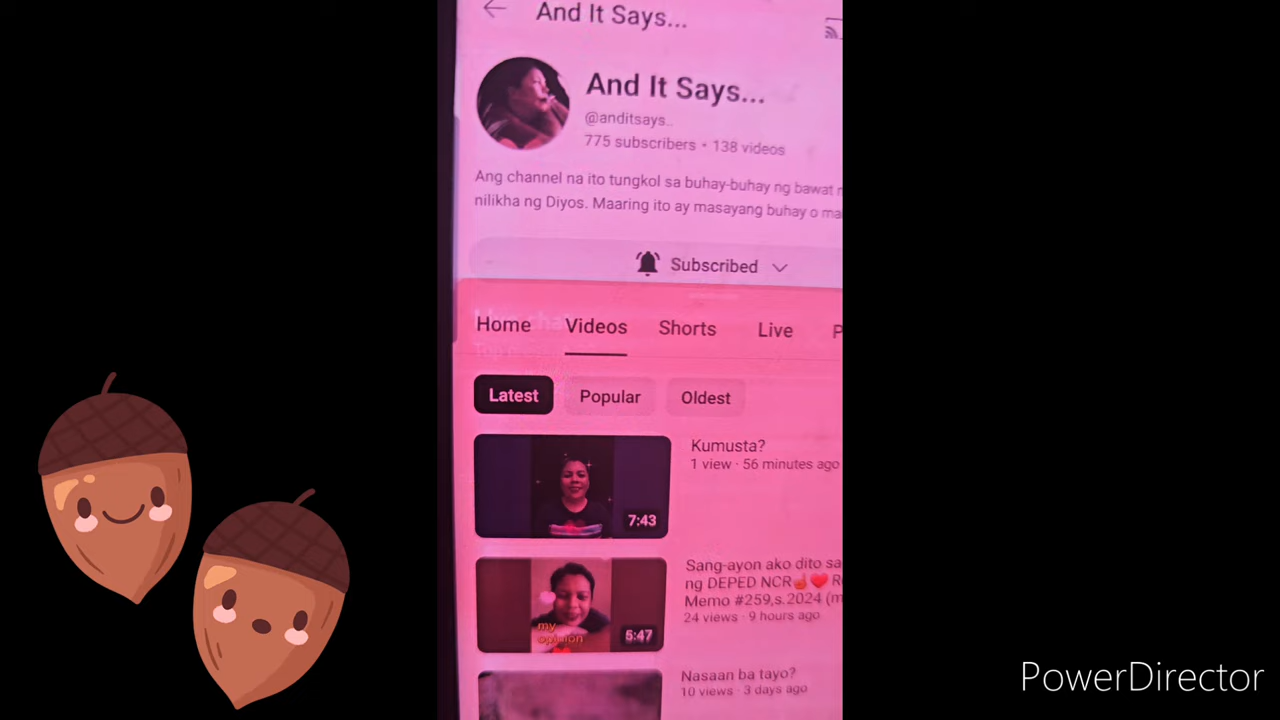 And It Says...
And It Says...
@anditsays..
775 subscribers • 138 videos
Ang channel na ito tungkol sa buhay-buhay ng bawat
nilikha ng Diyos. Maaring ito ay masayang buhay o
Subscribed
Home Videos Shorts Live P
Latest Popular Oldest
Kumusta?
1 view · 56 minutes ago
7:43
Sang-ayon ako dito sa
ng DEPED NCR☝️❤️ R
Memo #259,s.2024 (m
24 views · 9 hours ago
my
opinion
5:47
Nasaan ba tayo?
10 views · 3 days ago
PowerDirector